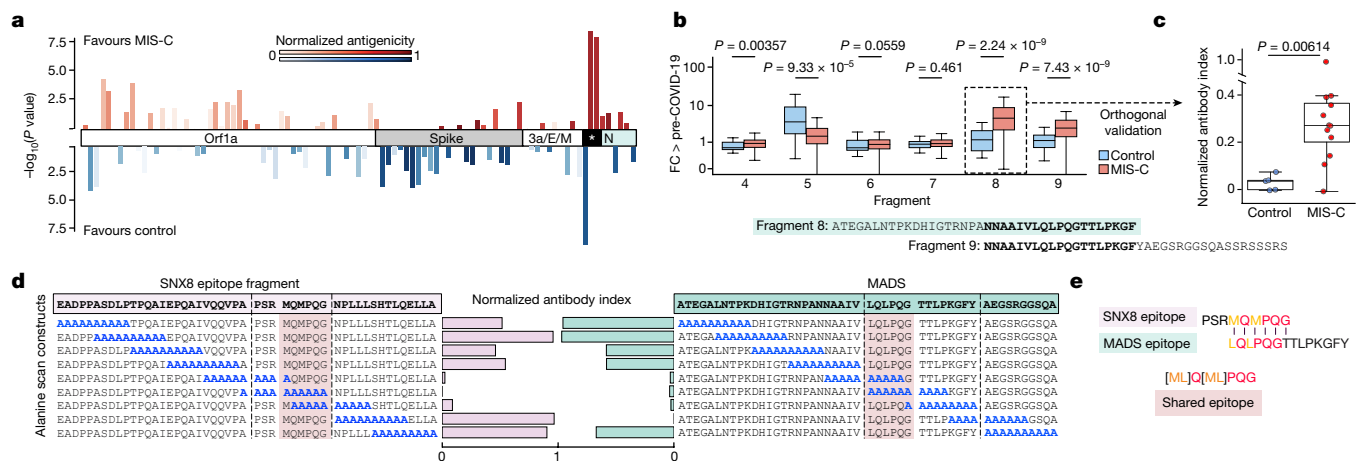 a
Favours MIS-C
Normalized antigenicity
0 1
7.5
5.0
2.5
–log10(P value)
Orf1a Spike 3a/E/M * N
2.5
5.0
7.5
Favours control
b
P = 0.00357 P = 0.0559 P = 2.24 × 10–9
P = 9.33 × 10–5 P = 0.461 P = 7.43 × 10–9
FC > pre-COVID-19
100
10
1
0
4 5 6 7 8 9
Fragment
Orthogonal
validation
Control
MIS-C
Fragment 8: ATEGALNTPKDHIGTRNPANNAAIVLQLPQGTTLPKGF
Fragment 9: NNAAIVLQLPQGTTLPKGFYAEGSRGGSQASSRSSSRS
c
P = 0.00614
Normalized antibody index
1.0
0.4
0.2
0
Control MIS-C
d
SNX8 epitope fragment
Normalized antibody index
MADS
Alanine scan constructs
EADPPASDLPTPQAIEPQAIVQQVPA PSR MQMPQG NPLLLSHTLQELLA ATEGALNTPKDHIGTRNPANNAAIV LQLPQG TTLPKGFY AEGSRGGSQA
AAAAAAAAAATPQAIEPQAIVQQVPA PSR MQMPQG NPLLLSHTLQELLA AAAAAAAAAADHIGTRNPANNAAIV LQLPQG TTLPKGFY AEGSRGGSQA
EADPPAAAAAAAAAAEPQAIVQQVPA PSR MQMPQG NPLLLSHTLQELLA ATEGAAAAAAAAAAARNPANNAAIV LQLPQG TTLPKGFY AEGSRGGSQA
EADPPASDLPAAAAAAAAAAVQQVPA PSR MQMPQG NPLLLSHTLQELLA ATEGALNTPKAAAAAAAAAANAAIV LQLPQG TTLPKGFY AEGSRGGSQA
EADPPASDLPTPQAIAAAAAAAAAAA PSR MQMPQG NPLLLSHTLQELLA ATEGALNTPKDHIGTAAAAAAAAAA LQLPQG TTLPKGFY AEGSRGGSQA
EADPPASDLPTPQAIEPQAIAAAAAA AAA AQMPQG NPLLLSHTLQELLA ATEGALNTPKDHIGTRNPANAAAAA AAAAAG TTLPKGFY AEGSRGGSQA
EADPPASDLPTPQAIEPQAIVQQVPA AAA AAAAAG NPLLLSHTLQELLA ATEGALNTPKDHIGTRNPANNAAIV AAAAAA AAAAKGFY AEGSRGGSQA
EADPPASDLPTPQAIEPQAIVQQVPA PSR MAAAAA AAAAASHTLQELLA ATEGALNTPKDHIGTRNPANNAAIV LQLPQA AAAAAAAA AEGSRGGSQA
EADPPASDLPTPQAIEPQAIVQQVPA PSR MQMPQG AAAAAAAAAAELLA ATEGALNTPKDHIGTRNPANNAAIV LQLPQG TTLPAAAA AAAAAAGSQA
EADPPASDLPTPQAIEPQAIVQQVPA PSR MQMPQG NPLLLAAAAAAAAA ATEGALNTPKDHIGTRNPANNAAIV LQLPQG TTLPKGFY AAAAAAAAAA
0 1 0
e
SNX8 epitope PSRMQMPQG
MADS epitope LQLPQGTTLPKGFY
[ML]Q[ML]PQG
Shared epitope